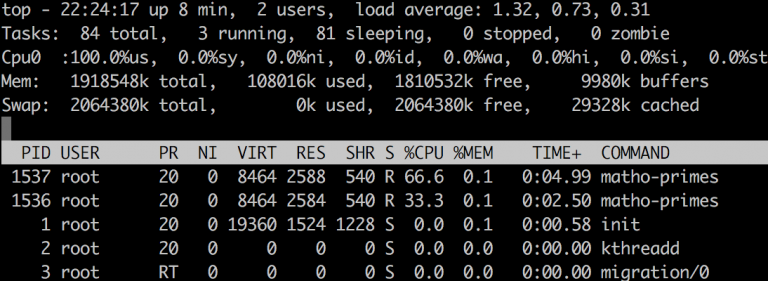 top - 22:24:17 up 8 min,  2 users,  load average: 1.32, 0.73, 0.31
Tasks:  84 total,   3 running,  81 sleeping,   0 stopped,   0 zombie
Cpu0  :100.0%us,  0.0%sy,  0.0%ni,  0.0%id,  0.0%wa,  0.0%hi,  0.0%si,  0.0%st
Mem:   1918548k total,   108016k used,  1810532k free,     9980k buffers
Swap:  2064380k total,        0k used,  2064380k free,    29328k cached
PID USER      PR  NI  VIRT  RES  SHR S %CPU %MEM    TIME+  COMMAND
1537 root      20   0  8464 2588  540 R 66.6  0.1   0:04.99 matho-primes
1536 root      20   0  8464 2584  540 R 33.3  0.1   0:02.50 matho-primes
1 root      20   0 19360 1524 1228 S  0.0  0.1   0:00.58 init
2 root      20   0     0    0    0 S  0.0  0.0   0:00.00 kthreadd
3 root      RT   0     0    0    0 S  0.0  0.0   0:00.00 migration/0